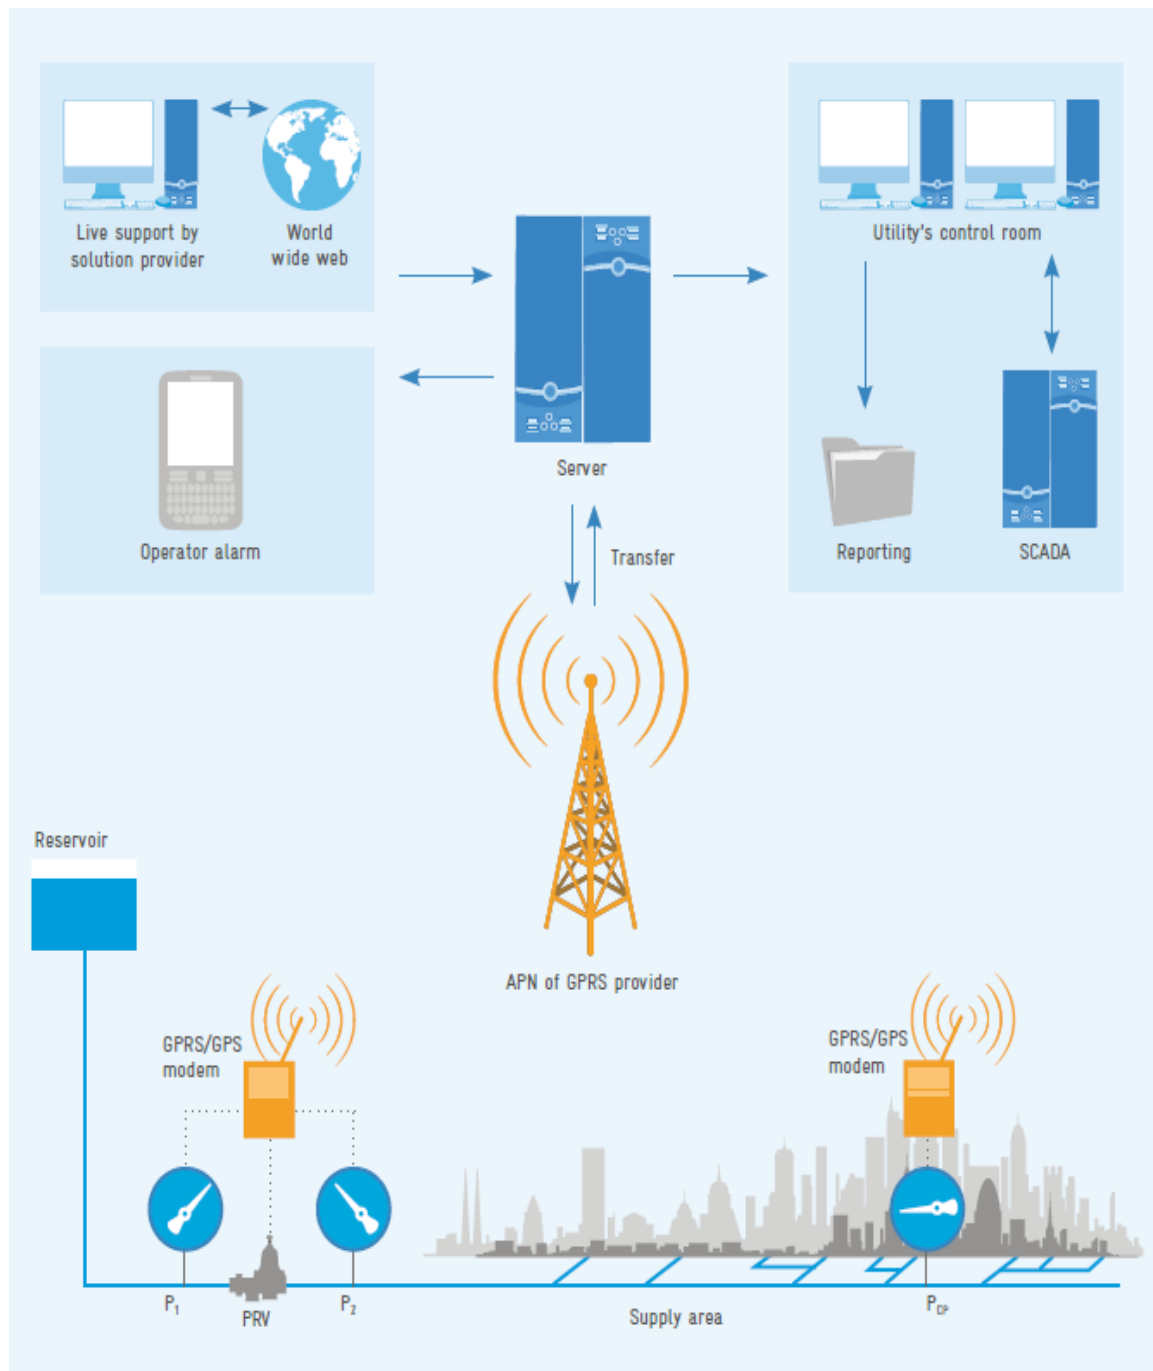 Live support by
solution provider
World
wide web
Utility's control room
Server
Operator alarm
Reporting
SCADA
Transfer
Reservoir
APN of GPRS provider
GPRS/GPS
modem
GPRS/GPS
modem
P₁
PRV
P₂
Supply area
P_CP